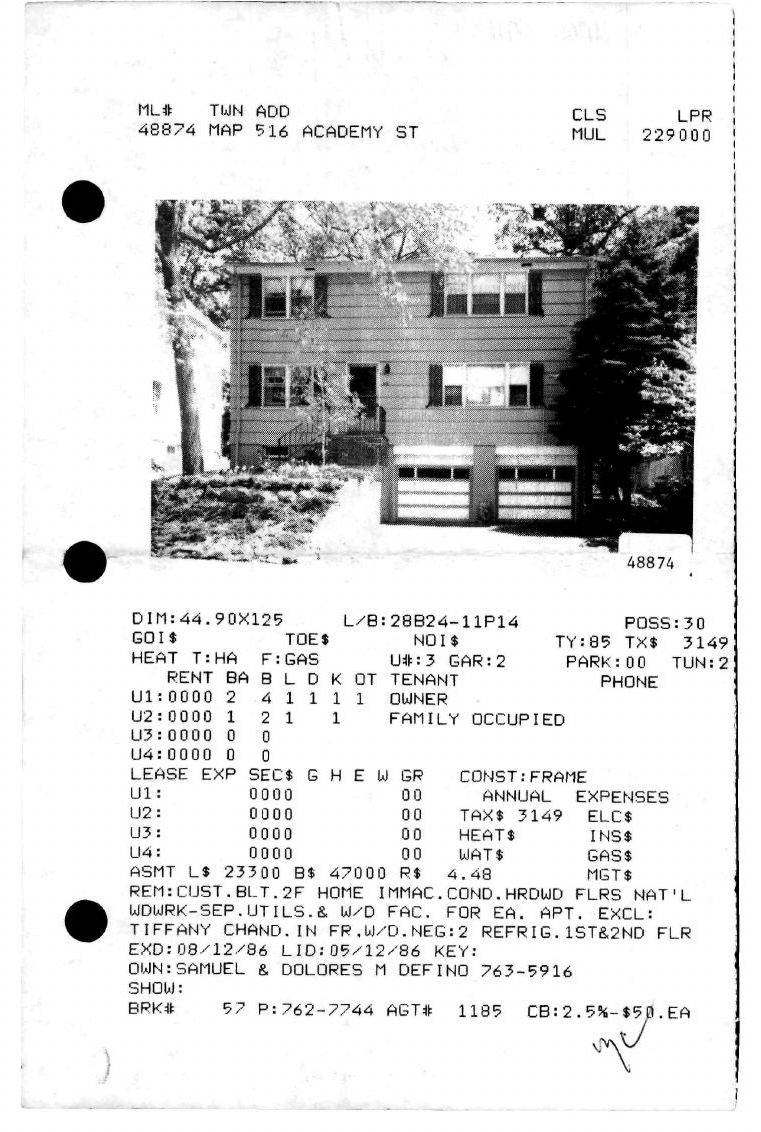 ML# TWN ADD CLS LPR
48874 MAP 516 ACADEMY ST MUL 229000
48874
DIM:44.90X125 L/B:28B24-11P14 POSS:30
GOI$ TOE$ NOI$ TY:85 TX$ 3149
HEAT T:HA F:GAS U#:3 GAR:2 PARK:00 TUN:2
RENT BA B L D K OT TENANT PHONE
U1:0000 2 4 1 1 1 1 OWNER
U2:0000 1 2 1 1 FAMILY OCCUPIED
U3:0000 0 0
U4:0000 0 0
LEASE EXP SEC$ G H E W GR CONST:FRAME
U1: 0000 00 ANNUAL EXPENSES
U2: 0000 00 TAX$ 3149 ELC$
U3: 0000 00 HEAT$ INS$
U4: 0000 00 WAT$ GAS$
ASMT L$ 23300 B$ 47000 R$ 4.48 MGT$
REM:CUST.BLT.2F HOME IMMAC.COND.HRDWD FLRS NAT'L
WDWRK-SEP.UTILS.& W/D FAC. FOR EA. APT. EXCL:
TIFFANY CHAND.IN FR,W/D.NEG:2 REFRIG.1ST&2ND FLR
EXD:08/12/86 LID:05/12/86 KEY:
OWN:SAMUEL & DOLORES M DEFINO 763-5916
SHOW:
BRK# 57 P:762-7744 AGT# 1185 CB:2.5%-$50.EA